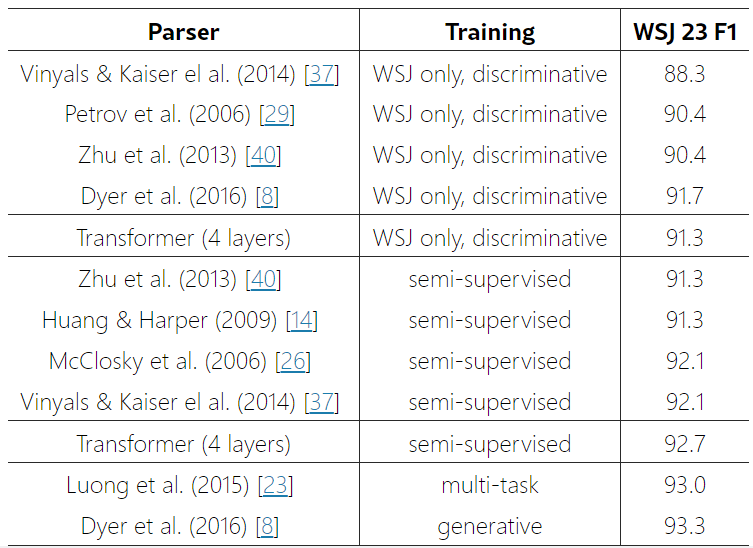 Parser Training WSJ 23 F1
Vinyals & Kaiser el al. (2014) [37] WSJ only, discriminative 88.3
Petrov et al. (2006) [29] WSJ only, discriminative 90.4
Zhu et al. (2013) [40] WSJ only, discriminative 90.4
Dyer et al. (2016) [8] WSJ only, discriminative 91.7
Transformer (4 layers) WSJ only, discriminative 91.3
Zhu et al. (2013) [40] semi-supervised 91.3
Huang & Harper (2009) [14] semi-supervised 91.3
McClosky et al. (2006) [26] semi-supervised 92.1
Vinyals & Kaiser el al. (2014) [37] semi-supervised 92.1
Transformer (4 layers) semi-supervised 92.7
Luong et al. (2015) [23] multi-task 93.0
Dyer et al. (2016) [8] generative 93.3